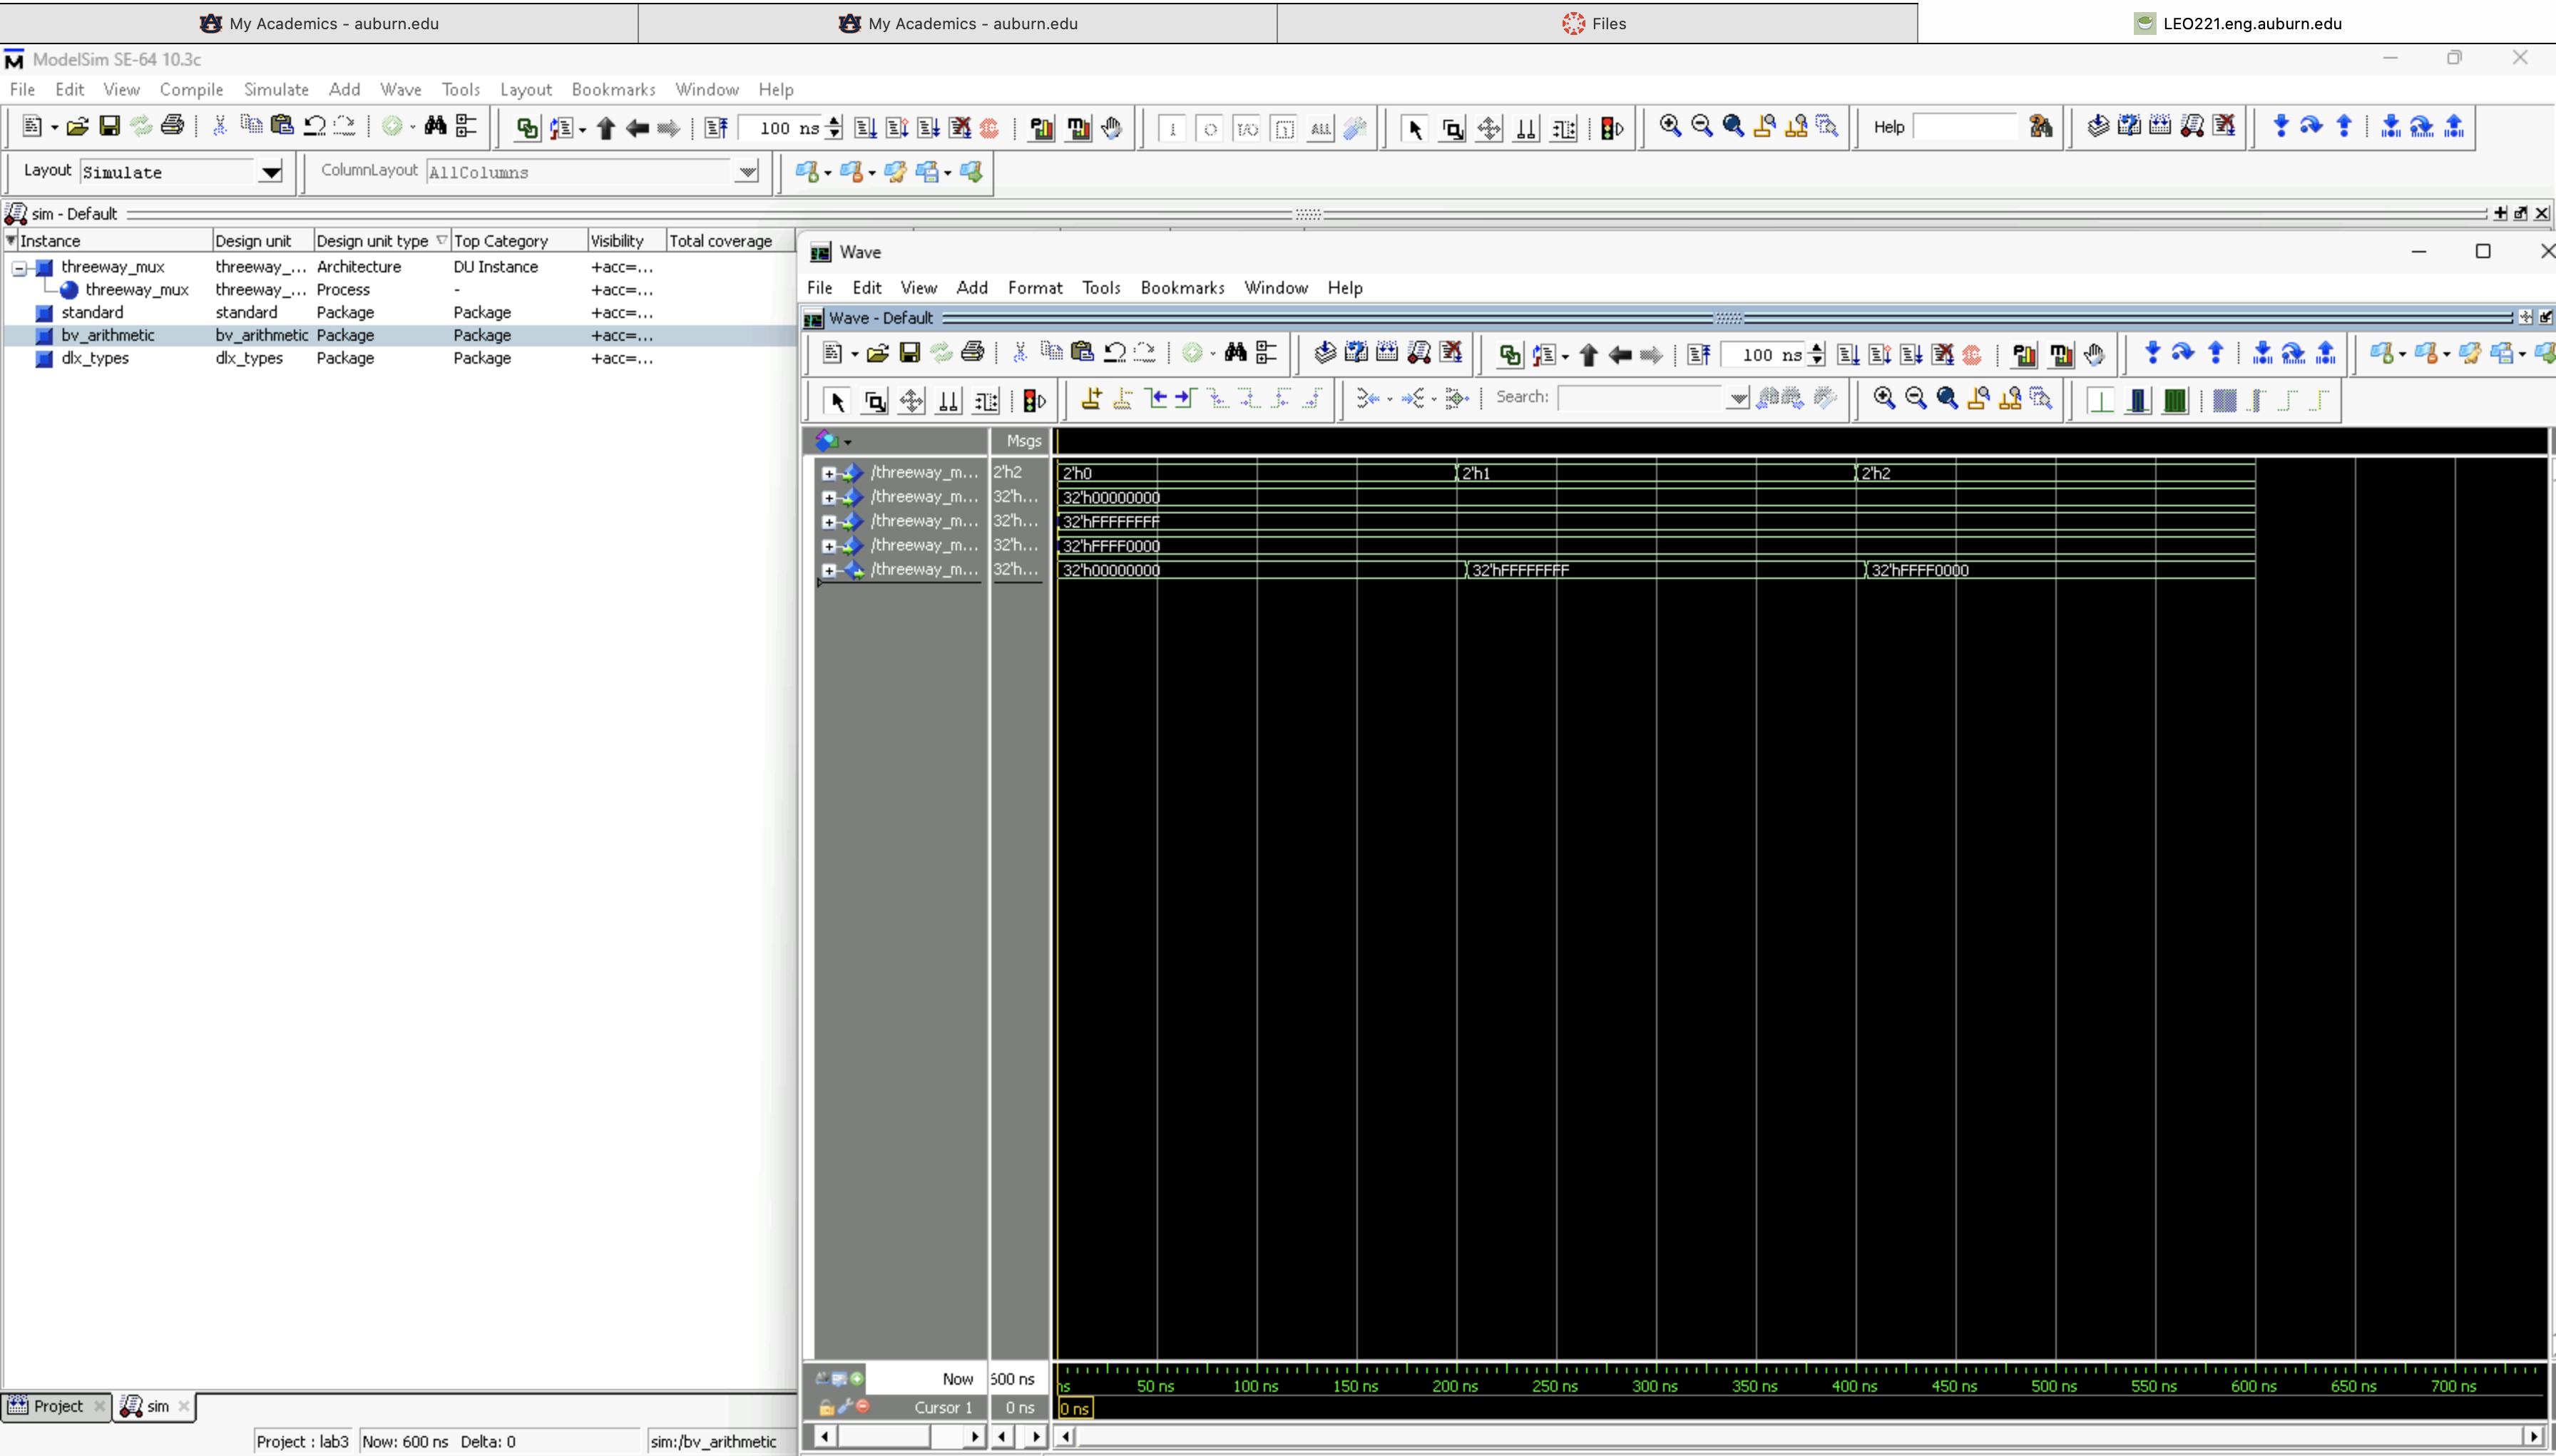 My Academics - auburn.edu
My Academics - auburn.edu
Files
LEO221.eng.auburn.edu
ModelSim SE-64 10.3c
File Edit View Compile Simulate Add Wave Tools Layout Bookmarks Window Help
100 ns
Help
Layout Simulate
ColumnLayout AllColumns
sim - Default
Instance Design unit Design unit type Top Category Visibility Total coverage
threeway_mux threeway_... Architecture DU Instance +acc=...
threeway_mux threeway_... Process - +acc=...
standard standard Package Package +acc=...
bv_arithmetic bv_arithmetic Package Package +acc=...
dlx_types dlx_types Package Package +acc=...
Wave
File Edit View Add Format Tools Bookmarks Window Help
Wave - Default
100 ns
Search:
Msgs
/threeway_m... 2'h2 2'h0 2'h1 2'h2
/threeway_m... 32'h... 32'h00000000
/threeway_m... 32'h... 32'hFFFFFFFF
/threeway_m... 32'h... 32'hFFFF0000
/threeway_m... 32'h... 32'h00000000 32'hFFFFFFFF 32'hFFFF0000
Now 600 ns
ns 50 ns 100 ns 150 ns 200 ns 250 ns 300 ns 350 ns 400 ns 450 ns 500 ns 550 ns 600 ns 650 ns 700 ns
Cursor 1 0 ns 0 ns
Project sim
Project : lab3 Now: 600 ns Delta: 0 sim:/bv_arithmetic